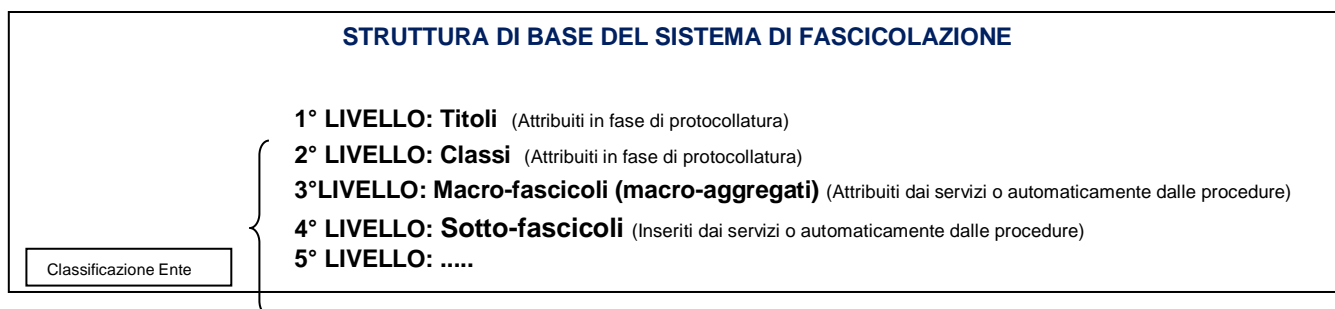 STRUTTURA DI BASE DEL SISTEMA DI FASCICOLAZIONE
1° LIVELLO: Titoli (Attribuiti in fase di protocollatura)
2° LIVELLO: Classi (Attribuiti in fase di protocollatura)
3°LIVELLO: Macro-fascicoli (macro-aggregati) (Attribuiti dai servizi o automaticamente dalle procedure)
4° LIVELLO: Sotto-fascicoli (Inseriti dai servizi o automaticamente dalle procedure)
5° LIVELLO: .....
Classificazione Ente